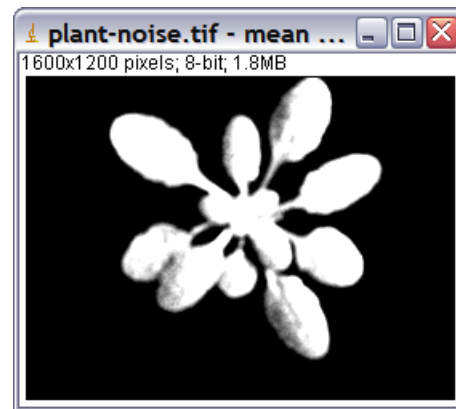 plant-noise.tif - mean ...
1600x1200 pixels; 8-bit; 1.8MB